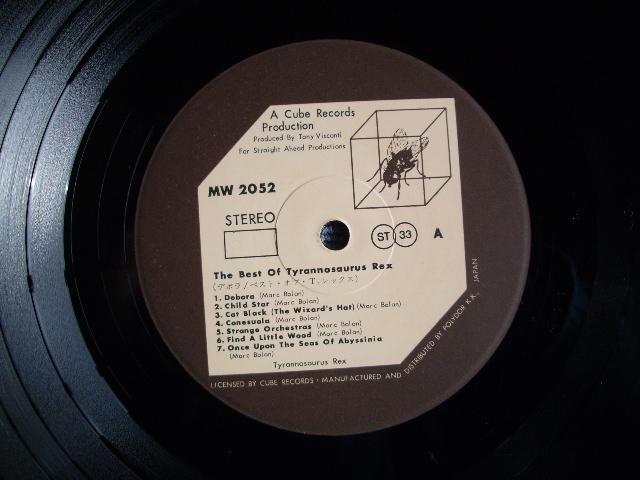 A Cube Records
Production
Produced By Tony Visconti
For Straight Ahead Productions
MW 2052
STEREO
ST 33
A
The Best Of Tyrannosaurus Rex
(デボラ/ベスト・オブ・T.レックス)
1. Debora (Marc Bolan)
2. Child Star (Marc Bolan)
3. Cat Black (The Wizard's Hat) (Marc Bolan)
4. Conesuala (Marc Bolan)
5. Strange Orchestras (Marc Bolan)
6. Find A Little Wood (Marc Bolan)
7. Once Upon The Seas Of Abyssinia
(Marc Bolan)
Tyrannosaurus Rex
LICENSED BY CUBE RECORDS · MANUFACTURED AND DISTRIBUTED BY POLYDOR K.K., JAPAN